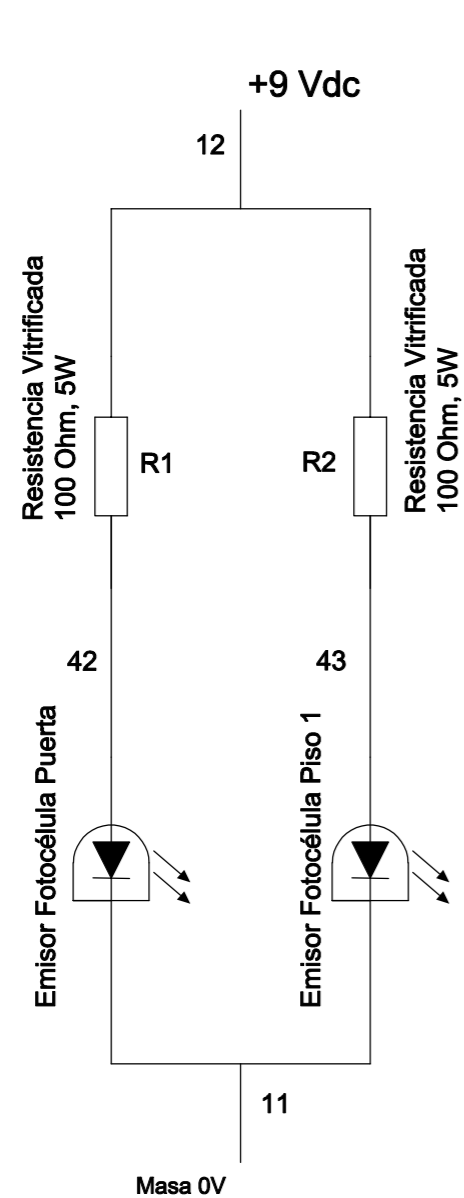 +9 Vdc
12
Resistencia Vitrificada
100 Ohm, 5W
R1
R2
Resistencia Vitrificada
100 Ohm, 5W
42
43
Emisor Fotocélula Puerta
Emisor Fotocélula Piso 1
11
Masa 0V